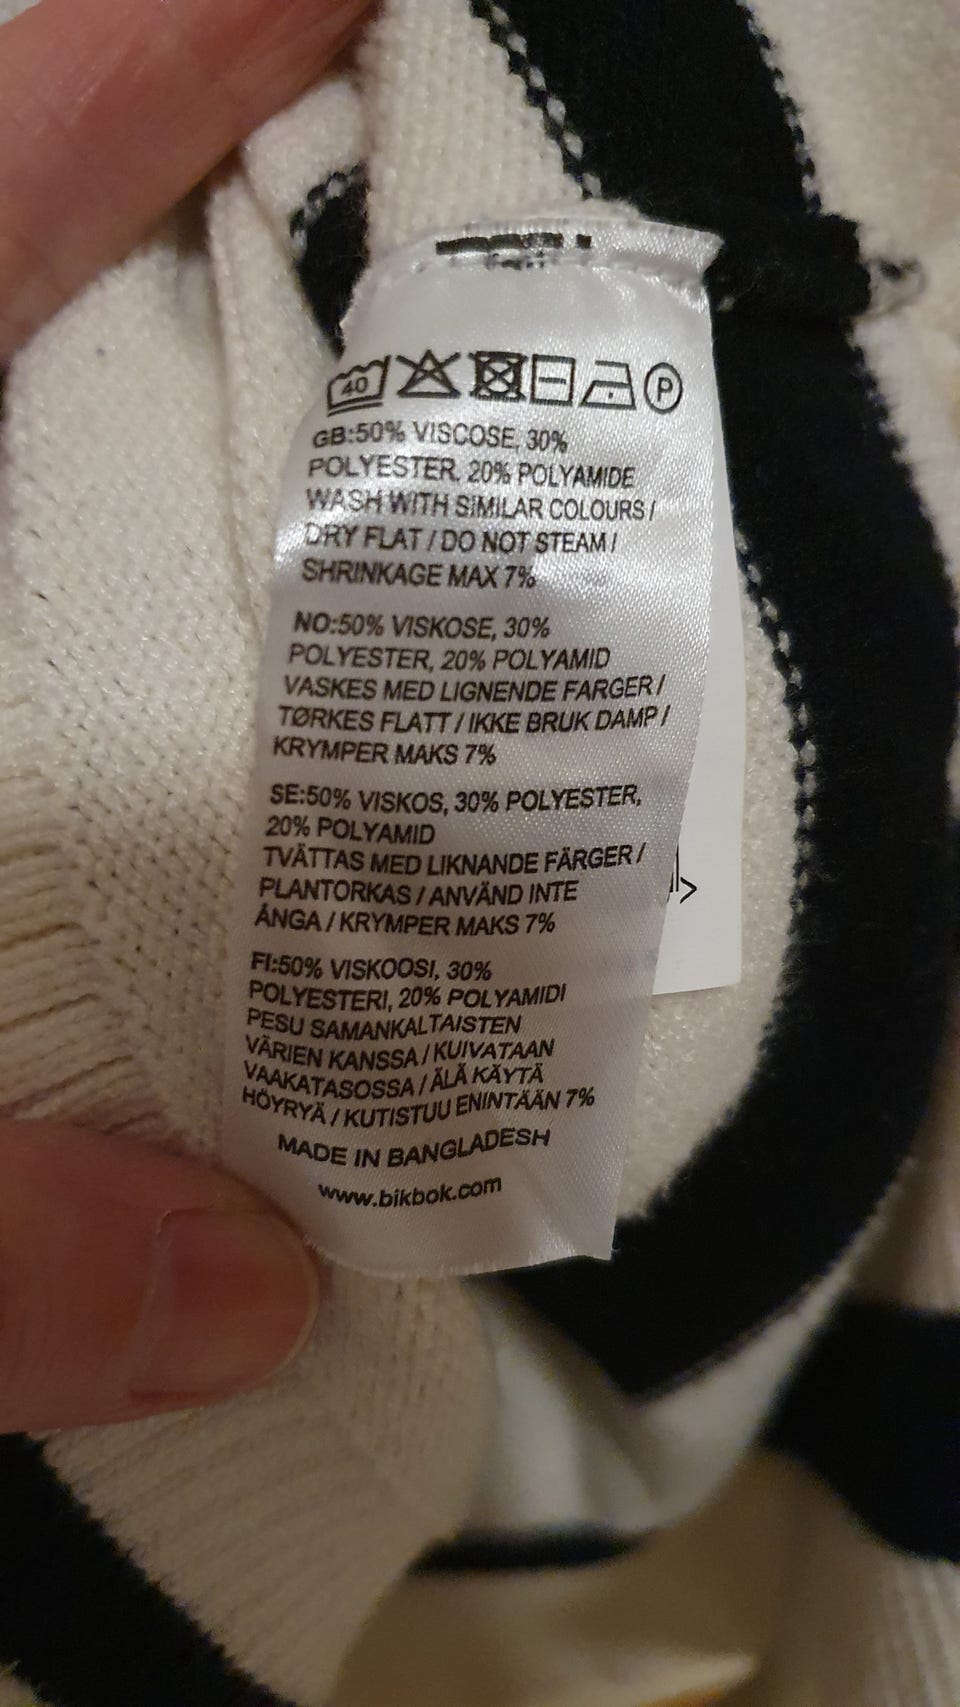 40
P
GB:50% VISCOSE, 30%
POLYESTER, 20% POLYAMIDE
WASH WITH SIMILAR COLOURS /
DRY FLAT / DO NOT STEAM /
SHRINKAGE MAX 7%
NO:50% VISKOSE, 30%
POLYESTER, 20% POLYAMID
VASKES MED LIGNENDE FARGER /
TØRKES FLATT / IKKE BRUK DAMP /
KRYMPER MAKS 7%
SE:50% VISKOS, 30% POLYESTER,
20% POLYAMID
TVÄTTAS MED LIKNANDE FÄRGER /
PLANTORKAS / ANVÄND INTE
ÅNGA / KRYMPER MAKS 7%
FI:50% VISKOOSI, 30%
POLYESTERI, 20% POLYAMIDI
PESU SAMANKALTAISTEN
VÄRIEN KANSSA / KUIVATAAN
VAAKATASOSSA / ÄLÄ KÄYTÄ
HÖYRYÄ / KUTISTUU ENINTÄÄN 7%
MADE IN BANGLADESH
www.bikbok.com